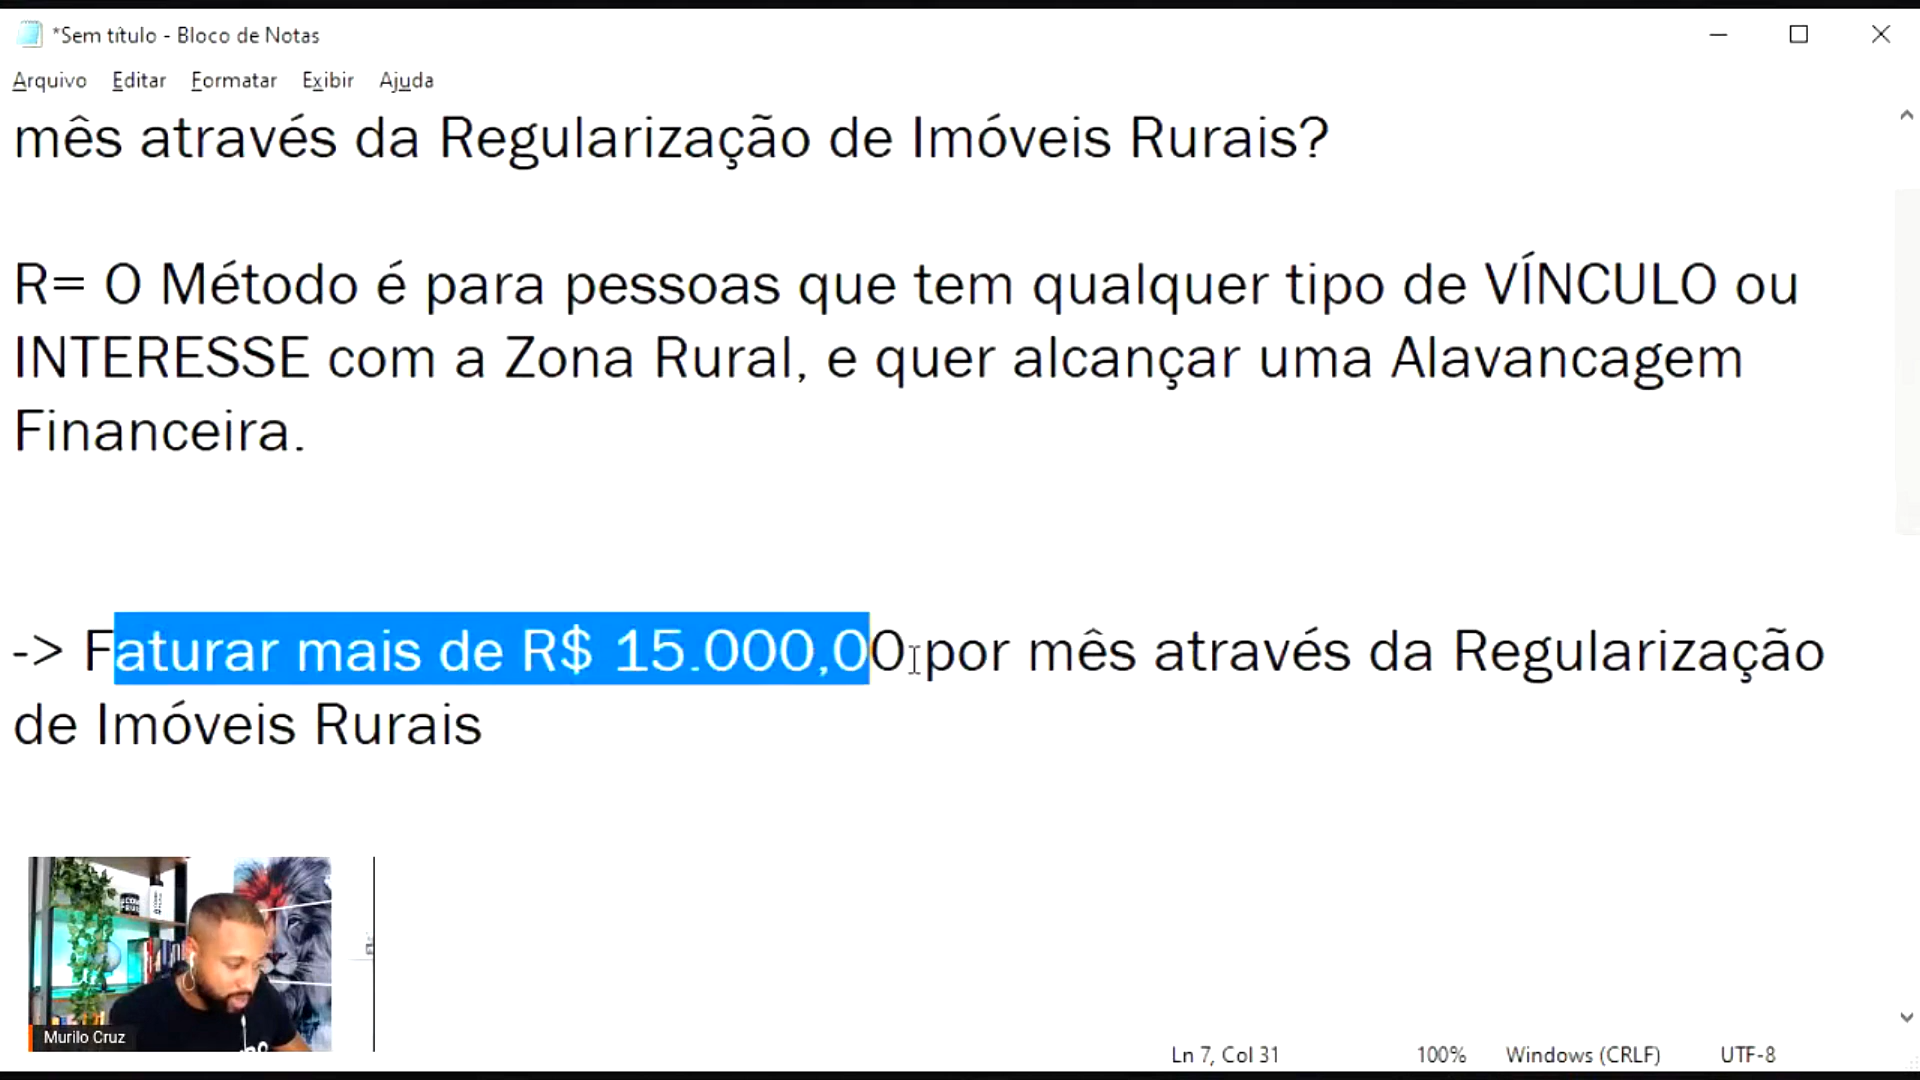 *Sem título - Bloco de Notas
Arquivo Editar Formatar Exibir Ajuda
mês através da Regularização de Imóveis Rurais?
R= O Método é para pessoas que tem qualquer tipo de VÍNCULO ou
INTERESSE com a Zona Rural, e quer alcançar uma Alavancagem
Financeira.
-> Faturar mais de R$ 15.000,00 por mês através da Regularização
de Imóveis Rurais
Murilo Cruz
Ln 7, Col 31 100% Windows (CRLF) UTF-8